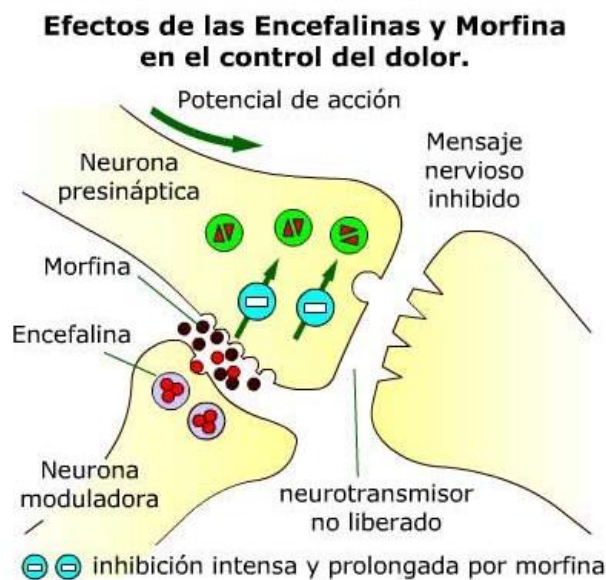 Efectos de las Encefalinas y Morfina
en el control del dolor.
Potencial de acción
Neurona
presináptica
Mensaje
nervioso
inhibido
Morfina
Encefalina
Neurona
moduladora
neurotransmisor
no liberado
inhibición intensa y prolongada por morfina